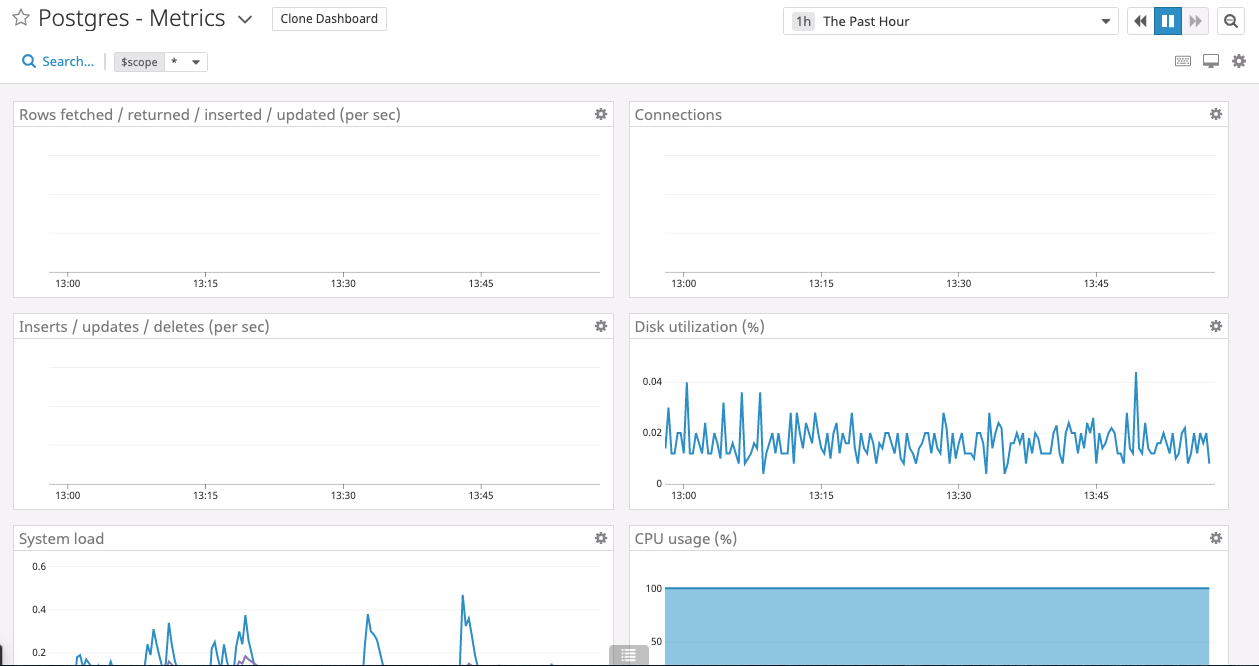 Postgres - Metrics
Clone Dashboard
1h The Past Hour
Search...
$scope *
Rows fetched / returned / inserted / updated (per sec)
13:00 13:15 13:30 13:45
Connections
13:00 13:15 13:30 13:45
Inserts / updates / deletes (per sec)
13:00 13:15 13:30 13:45
Disk utilization (%)
0.04
0.02
0
13:00 13:15 13:30 13:45
System load
0.6
0.4
0.2
CPU usage (%)
100
50